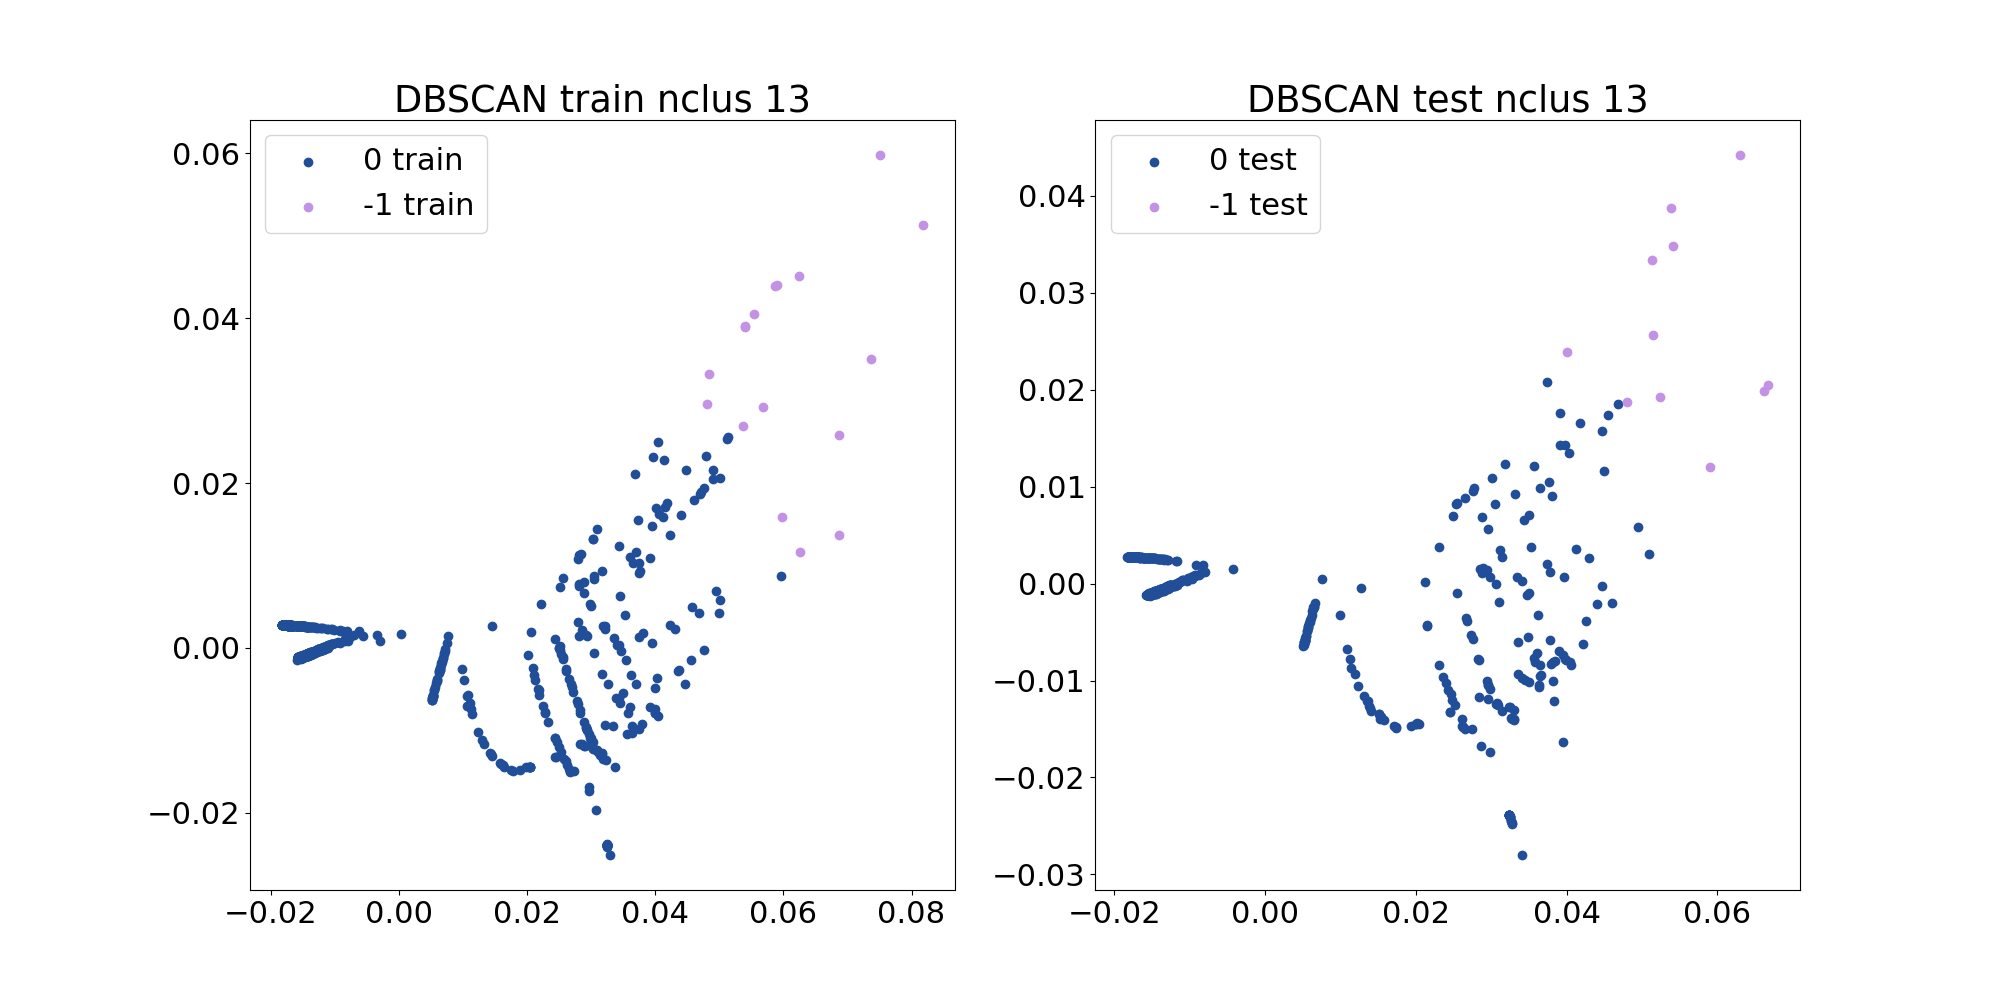 DBSCAN train nclus 13
0 train
-1 train
0.06
0.04
0.02
0.00
−0.02
−0.02 0.00 0.02 0.04 0.06 0.08
DBSCAN test nclus 13
0 test
-1 test
0.04
0.03
0.02
0.01
0.00
−0.01
−0.02
−0.03
−0.02 0.00 0.02 0.04 0.06